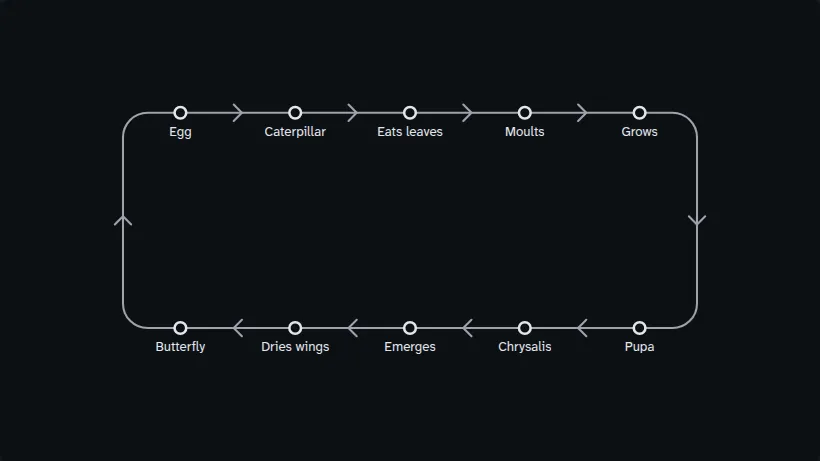 Egg
Caterpillar
Eats leaves
Moults
Grows
Butterfly
Dries wings
Emerges
Chrysalis
Pupa